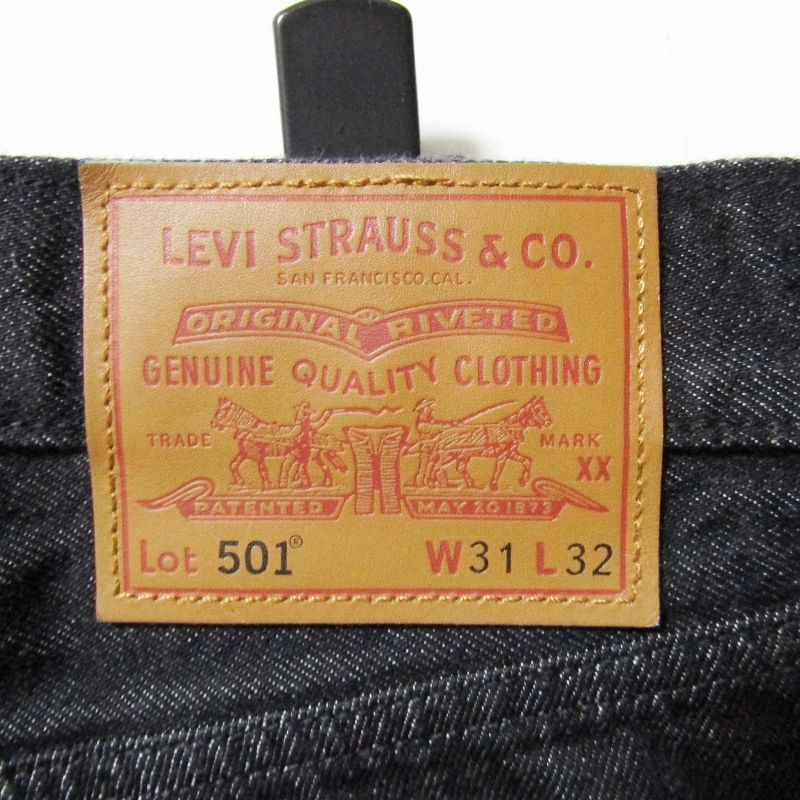 LEVI STRAUSS & CO.
SAN FRANCISCO, CAL.
ORIGINAL RIVETED
GENUINE QUALITY CLOTHING
TRADE MARK
XX
PATENTED MAY 20 1873
Lot 501® W31 L32